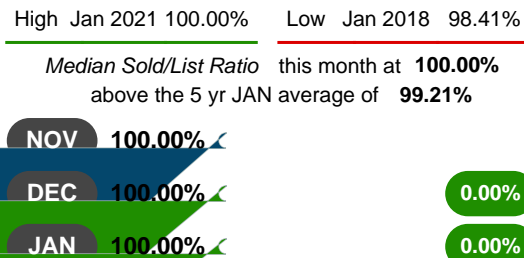 High Jan 2021 100.00% Low Jan 2018 98.41%
Median Sold/List Ratio this month at 100.00%
above the 5 yr JAN average of 99.21%
NOV 100.00%
DEC 100.00% 0.00%
JAN 100.00% 0.00%